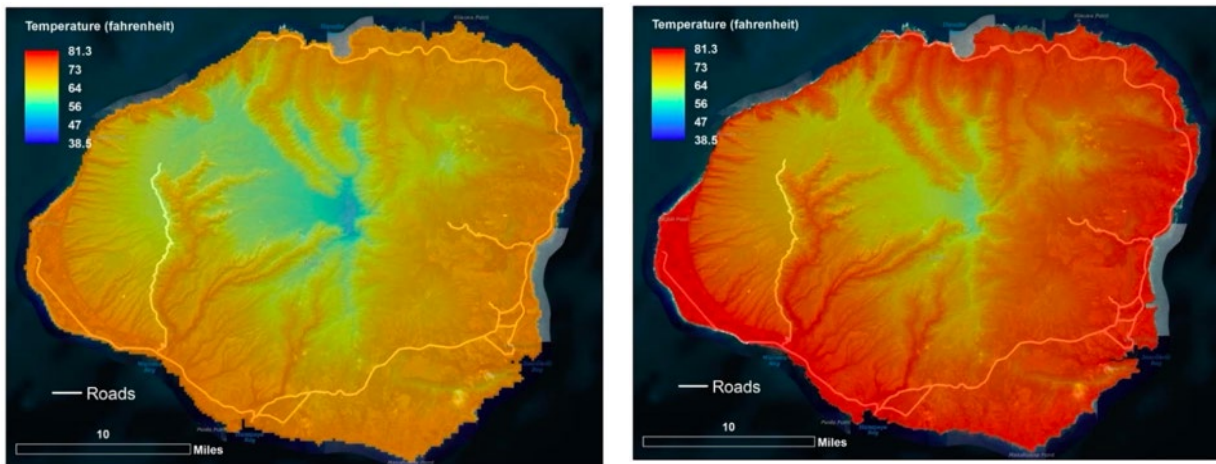 Temperature (fahrenheit)
81.3
73
64
56
47
38.5
Roads
10
Miles
Temperature (fahrenheit)
81.3
73
64
56
47
38.5
Roads
10
Miles